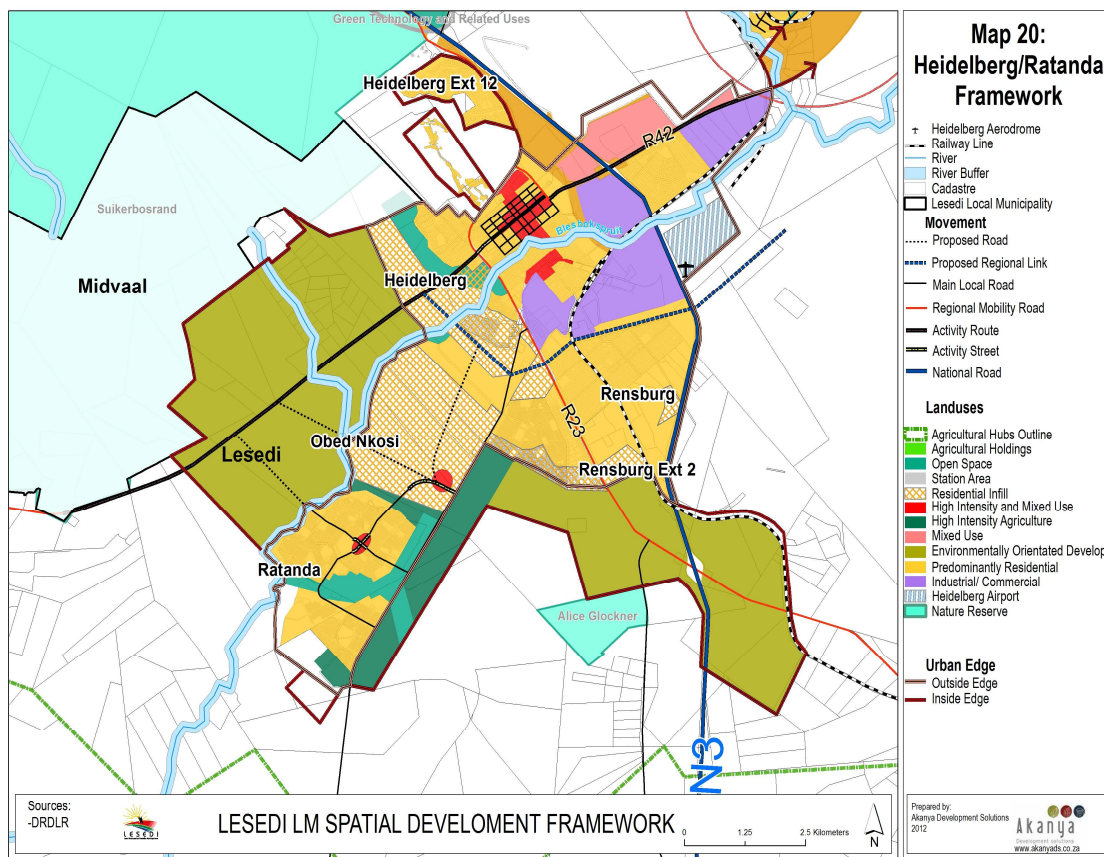 Green Technology and Related Uses
Heidelberg Ext 12
R42
Suikerbosrand
Blesbokspruit
Midvaal
Heidelberg
Rensburg
R23
Obed Nkosi
Lesedi
Rensburg Ext 2
Ratanda
Alice Glockner
N3
Sources:
-DRDLR
LESEDI
LESEDI LM SPATIAL DEVELOMENT FRAMEWORK
0 1.25 2.5 Kilometers
N
Map 20:
Heidelberg/Ratanda
Framework
Heidelberg Aerodrome
Railway Line
River
River Buffer
Cadastre
Lesedi Local Municipality
Movement
Proposed Road
Proposed Regional Link
Main Local Road
Regional Mobility Road
Activity Route
Activity Street
National Road
Landuses
Agricultural Hubs Outline
Agricultural Holdings
Open Space
Station Area
Residential Infill
High Intensity and Mixed Use
High Intensity Agriculture
Mixed Use
Environmentally Orientated Develop
Predominantly Residential
Industrial/ Commercial
Heidelberg Airport
Nature Reserve
Urban Edge
Outside Edge
Inside Edge
Prepared by:
Akanya Development Solutions
2012
Akanya
Development solutions
www.akanyads.co.za